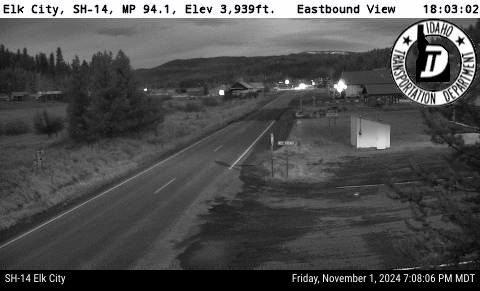 Elk City, SH-14, MP 94.1, Elev 3,939ft. Eastbound View 18:03:02
IDAHO
TRANSPORTATION DEPARTMENT
SH-14 Elk City Friday, November 1, 2024 7:08:06 PM MDT